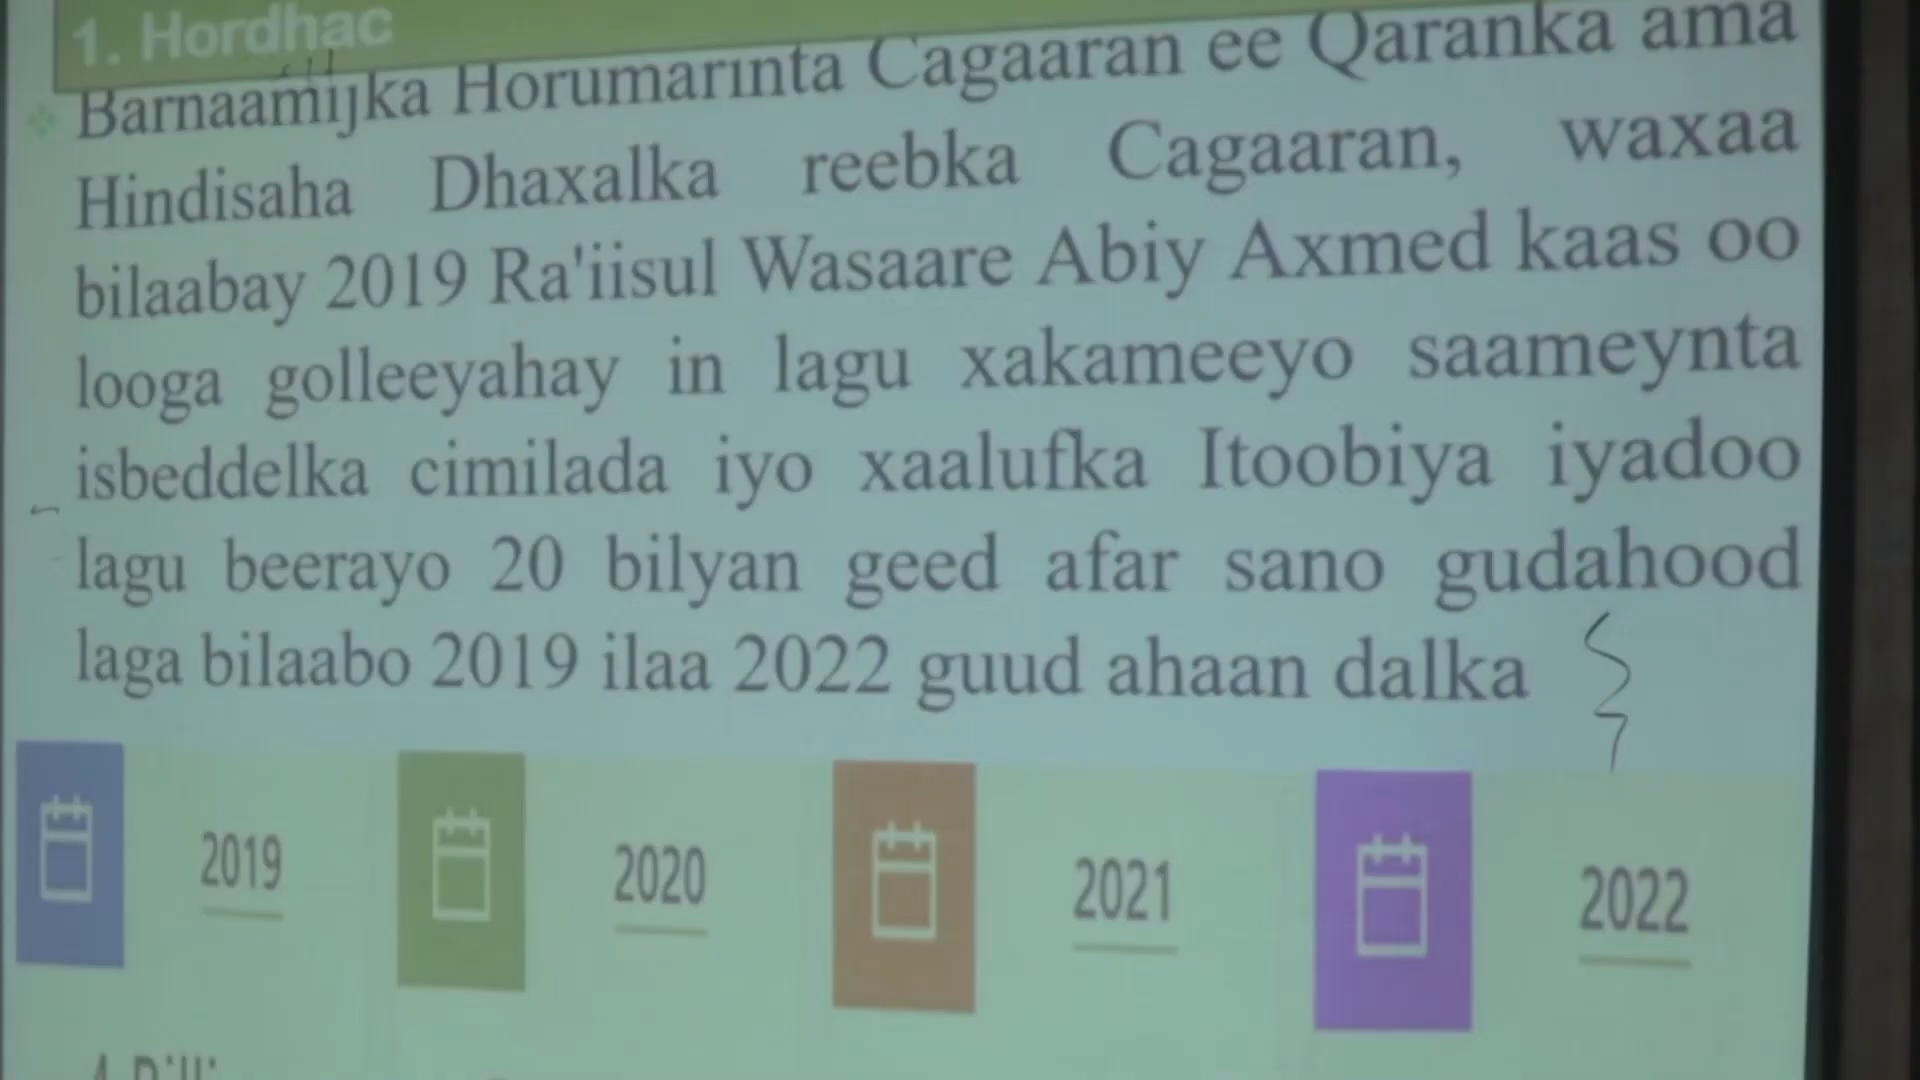 1. Hordhac
Barnaamijka Horumarinta Cagaaran ee Qaranka ama
Hindisaha Dhaxalka reebka Cagaaran, waxaa
bilaabay 2019 Ra'iisul Wasaare Abiy Axmed kaas oo
looga golleeyahay in lagu xakameeyo saameynta
isbeddelka cimilada iyo xaalufka Itoobiya iyadoo
lagu beerayo 20 bilyan geed afar sano gudahood
laga bilaabo 2019 ilaa 2022 guud ahaan dalka
2019 2020 2021 2022